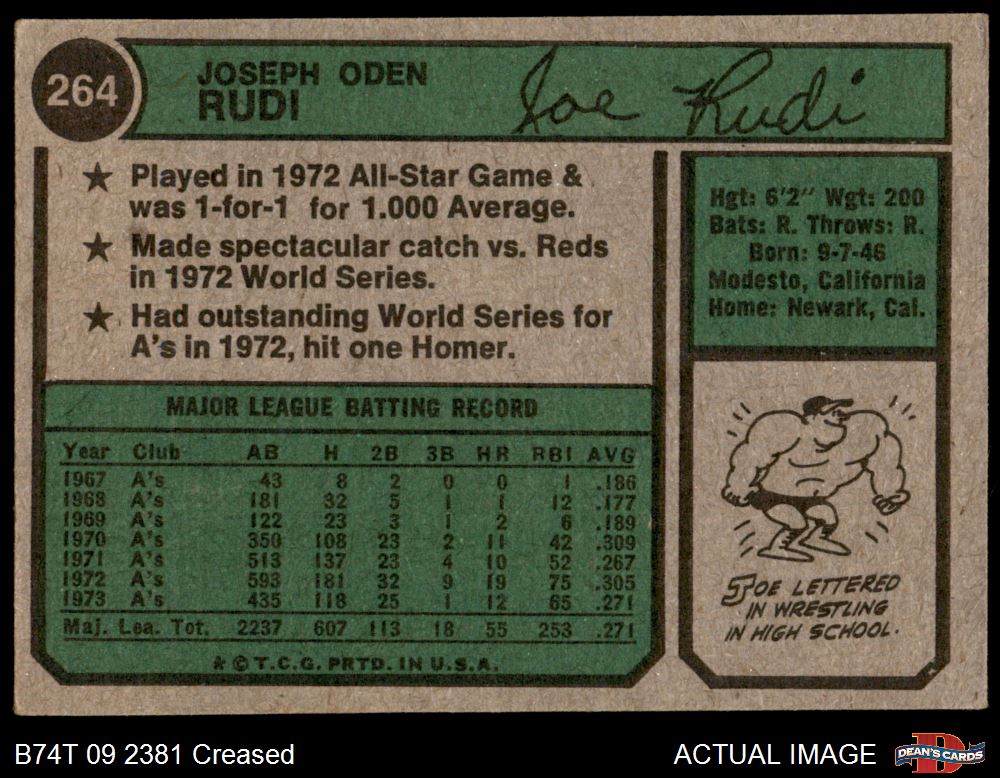 264
JOSEPH ODEN
RUDI
Joe Rudi
★ Played in 1972 All-Star Game &
was 1-for-1 for 1.000 Average.
★ Made spectacular catch vs. Reds
in 1972 World Series.
★ Had outstanding World Series for
A's in 1972, hit one Homer.
Hgt: 6'2" Wgt: 200
Bats: R. Throws: R.
Born: 9-7-46
Modesto, California
Home: Newark, Cal.
MAJOR LEAGUE BATTING RECORD
Year Club AB H 2B 3B HR RBI AVG
1967 A's 43 8 2 0 0 1 .186
1968 A's 181 32 5 1 1 12 .177
1969 A's 122 23 3 1 2 6 .189
1970 A's 350 108 23 2 11 42 .309
1971 A's 513 137 23 4 10 52 .267
1972 A's 593 181 32 9 19 75 .305
1973 A's 435 118 25 1 12 65 .271
Maj. Lea. Tot. 2237 607 113 18 55 253 .271
* © T.C.G. PRTD. IN U.S.A.
JOE LETTERED
IN WRESTLING
IN HIGH SCHOOL.
B74T 09 2381 Creased
ACTUAL IMAGE
DEAN'S CARDS